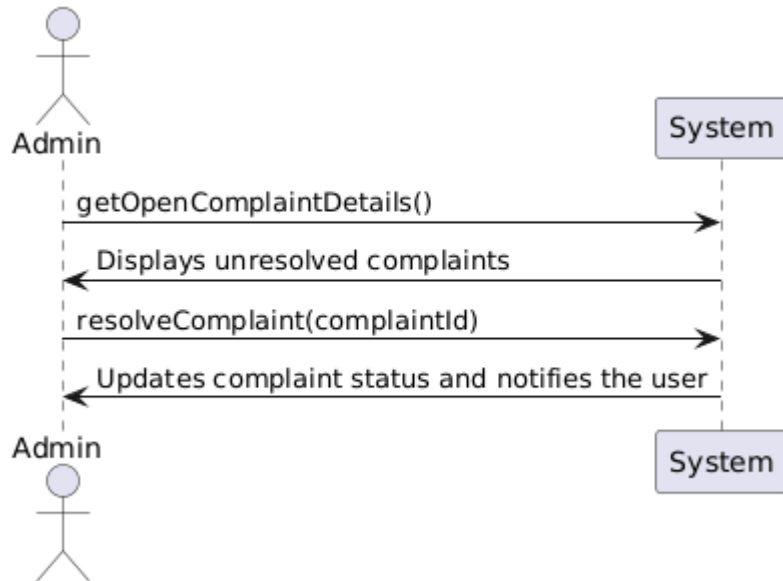 Admin
System
getOpenComplaintDetails()
Displays unresolved complaints
resolveComplaint(complaintId)
Updates complaint status and notifies the user
Admin
System